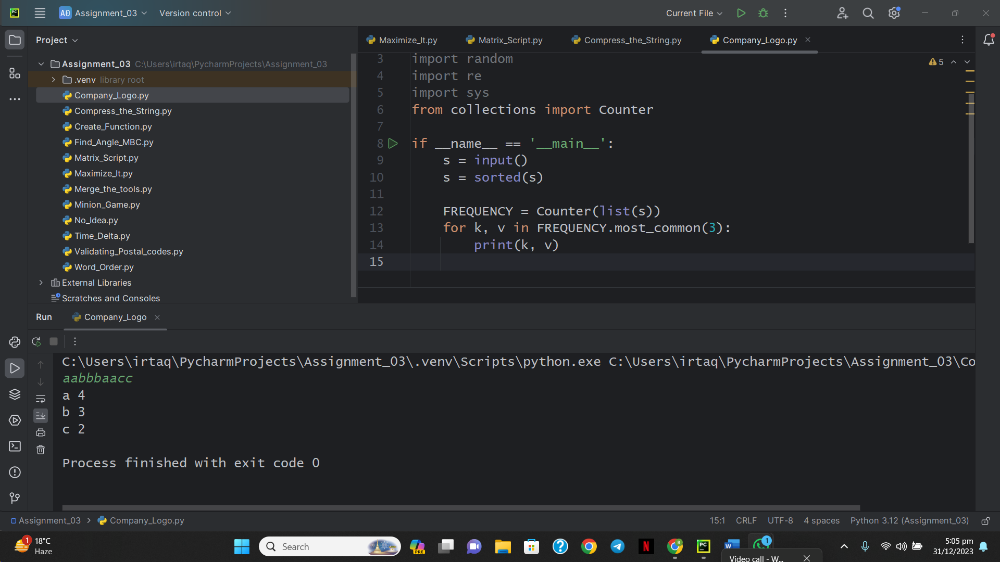 PC
A0 Assignment_03
Version control
Current File
Project
Maximize_It.py
Matrix_Script.py
Compress_the_String.py
Company_Logo.py
Assignment_03 C:\Users\irtaq\PycharmProjects\Assignment_03
.venv library root
Company_Logo.py
Compress_the_String.py
Create_Function.py
Find_Angle_MBC.py
Matrix_Script.py
Maximize_It.py
Merge_the_tools.py
Minion_Game.py
No_Idea.py
Time_Delta.py
Validating_Postal_codes.py
Word_Order.py
External Libraries
Scratches and Consoles
5
3 import random
4 import re
5 import sys
6 from collections import Counter
7
8 if __name__ == '__main__':
9 s = input()
10 s = sorted(s)
11
12 FREQUENCY = Counter(list(s))
13 for k, v in FREQUENCY.most_common(3):
14 print(k, v)
15
Run
Company_Logo
C:\Users\irtaq\PycharmProjects\Assignment_03\.venv\Scripts\python.exe C:\Users\irtaq\PycharmProjects\Assignment_03\Co
aabbbaacc
a 4
b 3
c 2
Process finished with exit code 0
Assignment_03 > Company_Logo.py
15:1 CRLF UTF-8 4 spaces Python 3.12 (Assignment_03)
1
18°C
Haze
Search
PRE
N
PC
W
1
Video call - W...
5:05 pm
31/12/2023